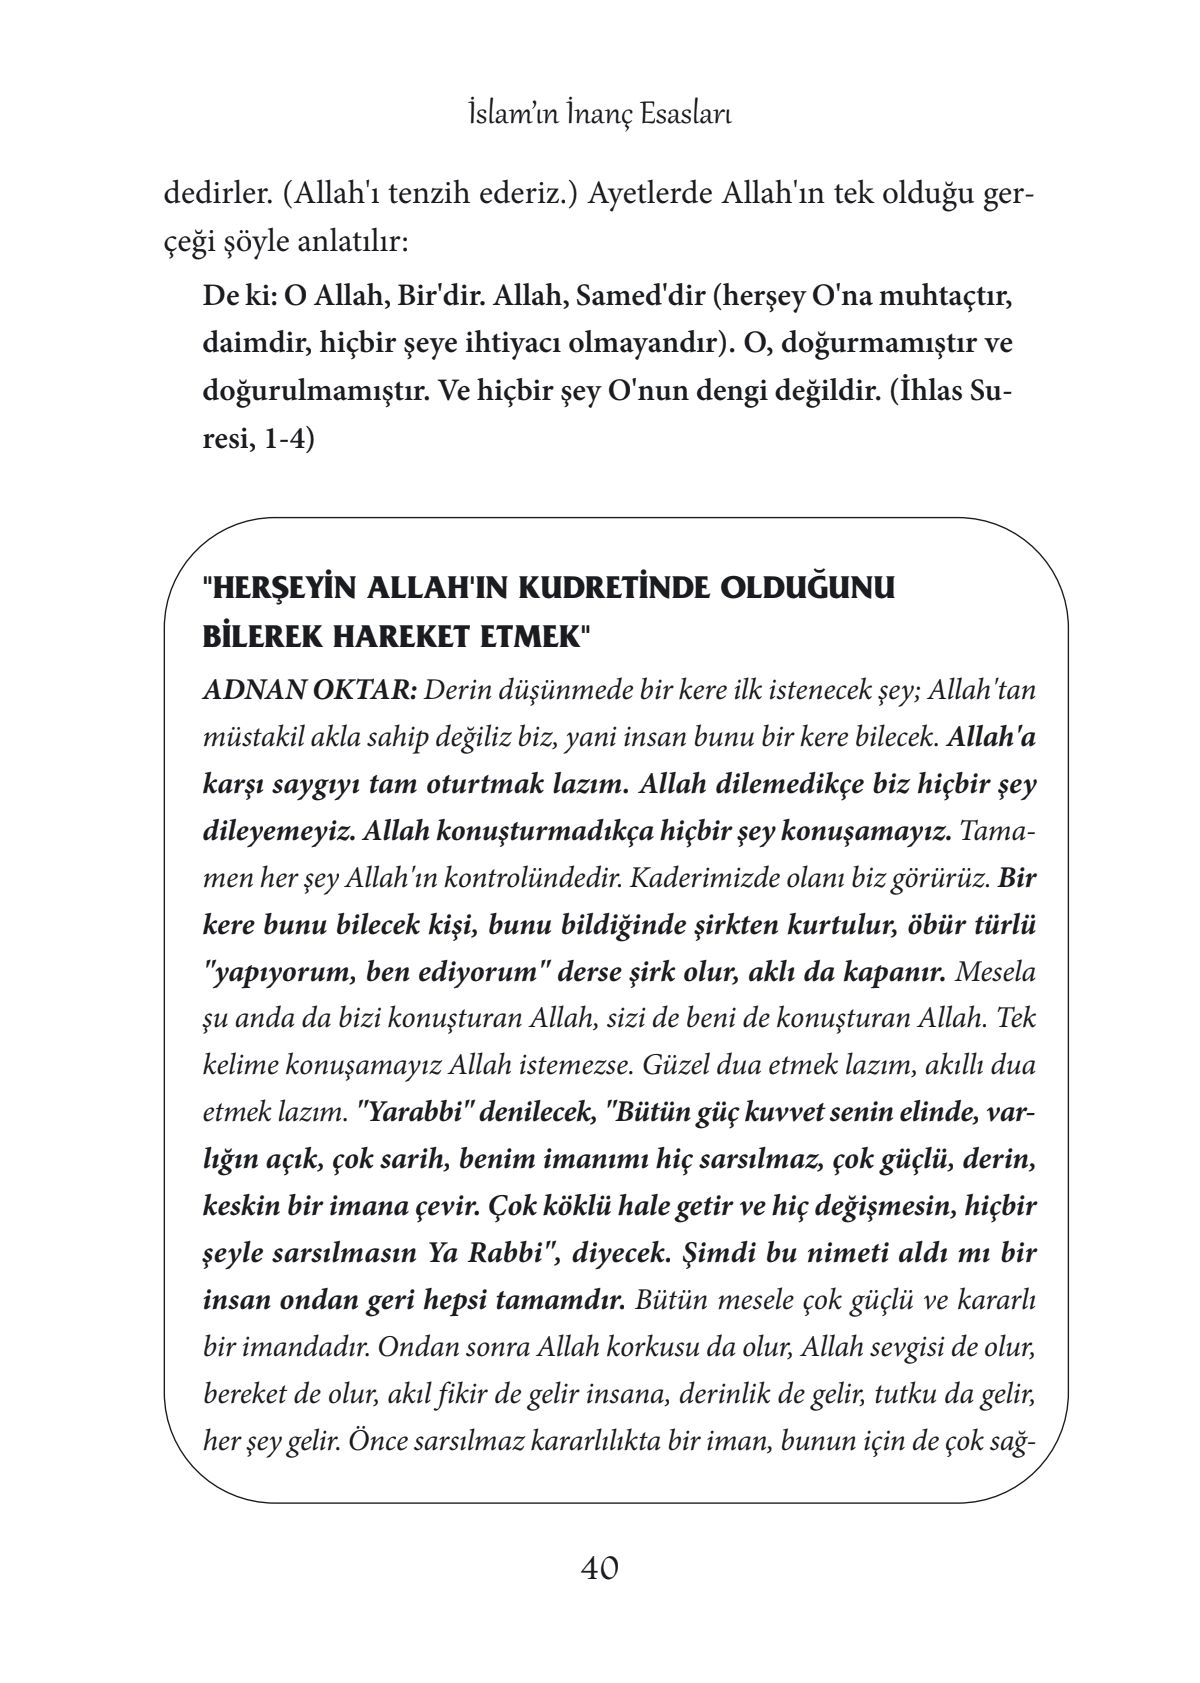 İslam'ın İnanç Esasları
dedirler. (Allah'ı tenzih ederiz.) Ayetlerde Allah'ın tek olduğu ger-
çeği şöyle anlatılır:
De ki: O Allah, Bir'dir. Allah, Samed'dir (herşey O'na muhtaçtır,
daimdir, hiçbir şeye ihtiyacı olmayandır). O, doğurmamıştır ve
doğurulmamıştır. Ve hiçbir şey O'nun dengi değildir. (İhlas Su-
resi, 1-4)
"HERŞEYİN ALLAH'IN KUDRETİNDE OLDUĞUNU
BİLEREK HAREKET ETMEK"
ADNAN OKTAR: Derin düşünmede bir kere ilk istenecek şey; Allah'tan
müstakil akla sahip değiliz biz, yani insan bunu bir kere bilecek. Allah'a
karşı saygıyı tam oturtmak lazım. Allah dilemedikçe biz hiçbir şey
dileyemeyiz. Allah konuşturmadıkça hiçbir şey konuşamayız. Tama-
men her şey Allah'ın kontrolündedir. Kaderimizde olanı biz görürüz. Bir
kere bunu bilecek kişi, bunu bildiğinde şirkten kurtulur, öbür türlü
"yapıyorum, ben ediyorum" derse şirk olur, aklı da kapanır. Mesela
şu anda da bizi konuşturan Allah, sizi de beni de konuşturan Allah. Tek
kelime konuşamayız Allah istemezse. Güzel dua etmek lazım, akıllı dua
etmek lazım. "Yarabbi" denilecek, "Bütün güç kuvvet senin elinde, var-
lığın açık, çok sarih, benim imanımı hiç sarsılmaz, çok güçlü, derin,
keskin bir imana çevir. Çok köklü hale getir ve hiç değişmesin, hiçbir
şeyle sarsılmasın Ya Rabbi", diyecek. Şimdi bu nimeti aldı mı bir
insan ondan geri hepsi tamamdır. Bütün mesele çok güçlü ve kararlı
bir imandadır. Ondan sonra Allah korkusu da olur, Allah sevgisi de olur,
bereket de olur, akıl fikir de gelir insana, derinlik de gelir, tutku da gelir,
her şey gelir. Önce sarsılmaz kararlılıkta bir iman, bunun için de çok sağ-
40